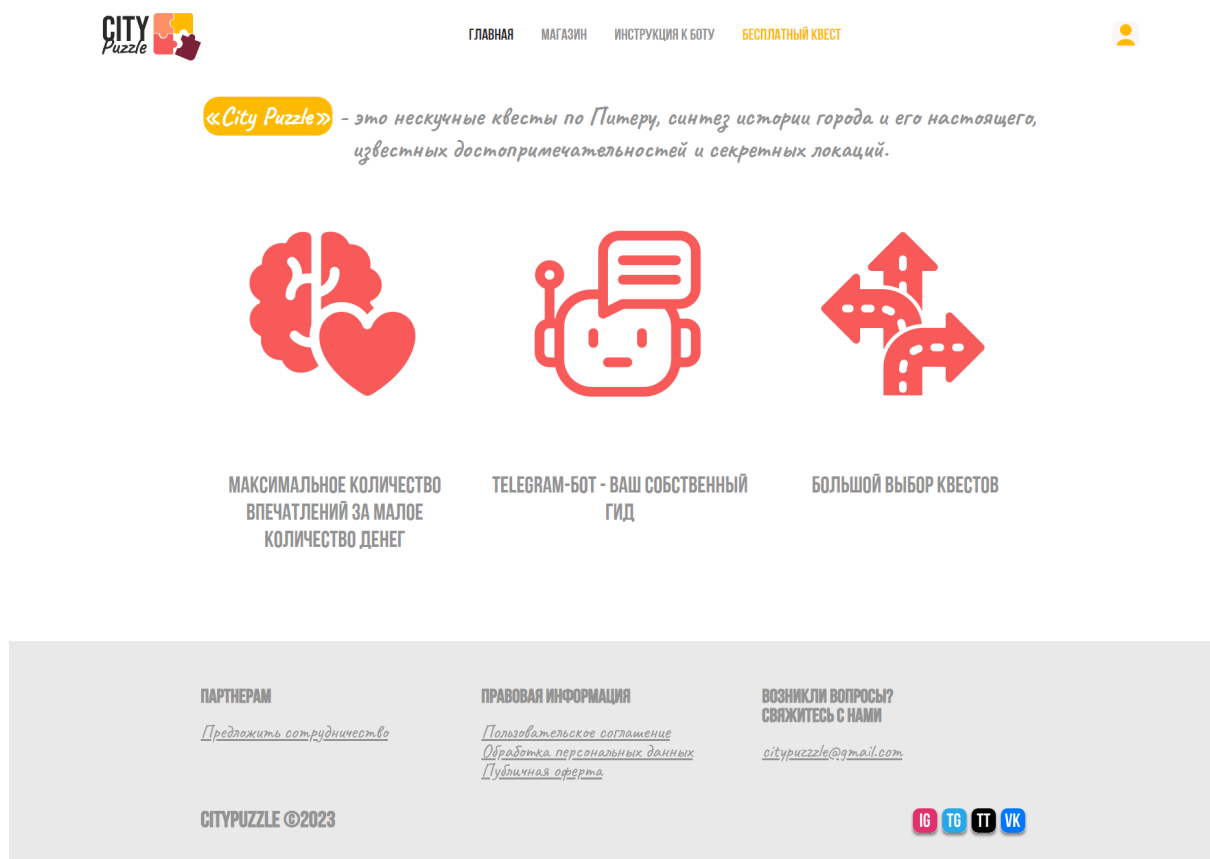 CITY
Puzzle
ГЛАВНАЯ
МАГАЗИН
ИНСТРУКЦИЯ К БОТУ
БЕСПЛАТНЫЙ КВЕСТ
«City Puzzle» - это нескучные квесты по Питеру, синтез истории города и его настоящего,
известных достопримечательностей и секретных локаций.
МАКСИМАЛЬНОЕ КОЛИЧЕСТВО
ВПЕЧАТЛЕНИЙ ЗА МАЛОЕ
КОЛИЧЕСТВО ДЕНЕГ
TELEGRAM-БОТ - ВАШ СОБСТВЕННЫЙ
ГИД
БОЛЬШОЙ ВЫБОР КВЕСТОВ
ПАРТНЕРАМ
Предложить сотрудничество
ПРАВОВАЯ ИНФОРМАЦИЯ
Пользовательское соглашение
Обработка персональных данных
Публичная оферта
ВОЗНИКЛИ ВОПРОСЫ?
СВЯЖИТЕСЬ С НАМИ
citypuzzzle@gmail.com
CITYPUZZLE ©2023
IG TG TT VK